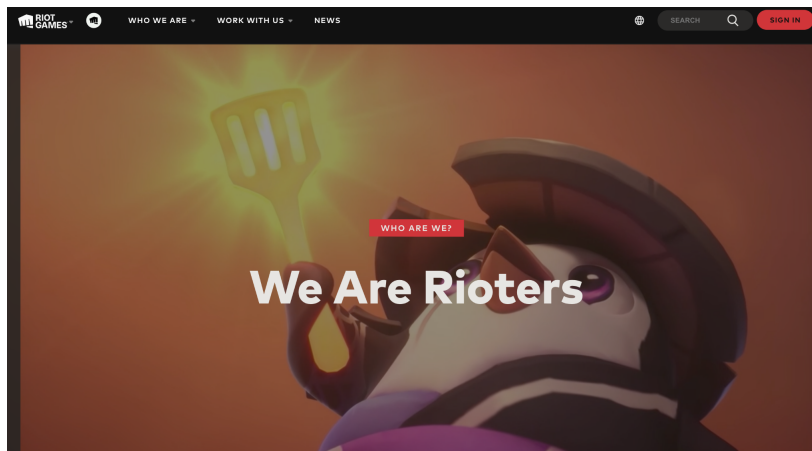 RIOT
GAMES
WHO WE ARE
WORK WITH US
NEWS
SEARCH
SIGN IN
WHO ARE WE?
We Are Rioters